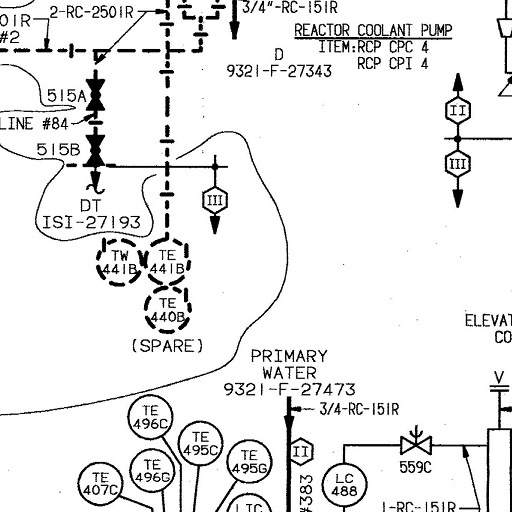 01R
#2
2-RC-2501R
3/4"-RC-151R
REACTOR COOLANT PUMP
ITEM:RCP CPC 4
RCP CPI 4
D
9321-F-27343
515A
LINE #84
515B
DT
ISI-27193
III
II
III
TW
441B
TE
441B
TE
440B
(SPARE)
ELEVAT
CO
PRIMARY
WATER
9321-F-27473
3/4-RC-151R
V
TE
496C
TE
495C
TE
496G
TE
495G
TE
407C
LIC
II
#383
LC
488
559C
1-RC-151R